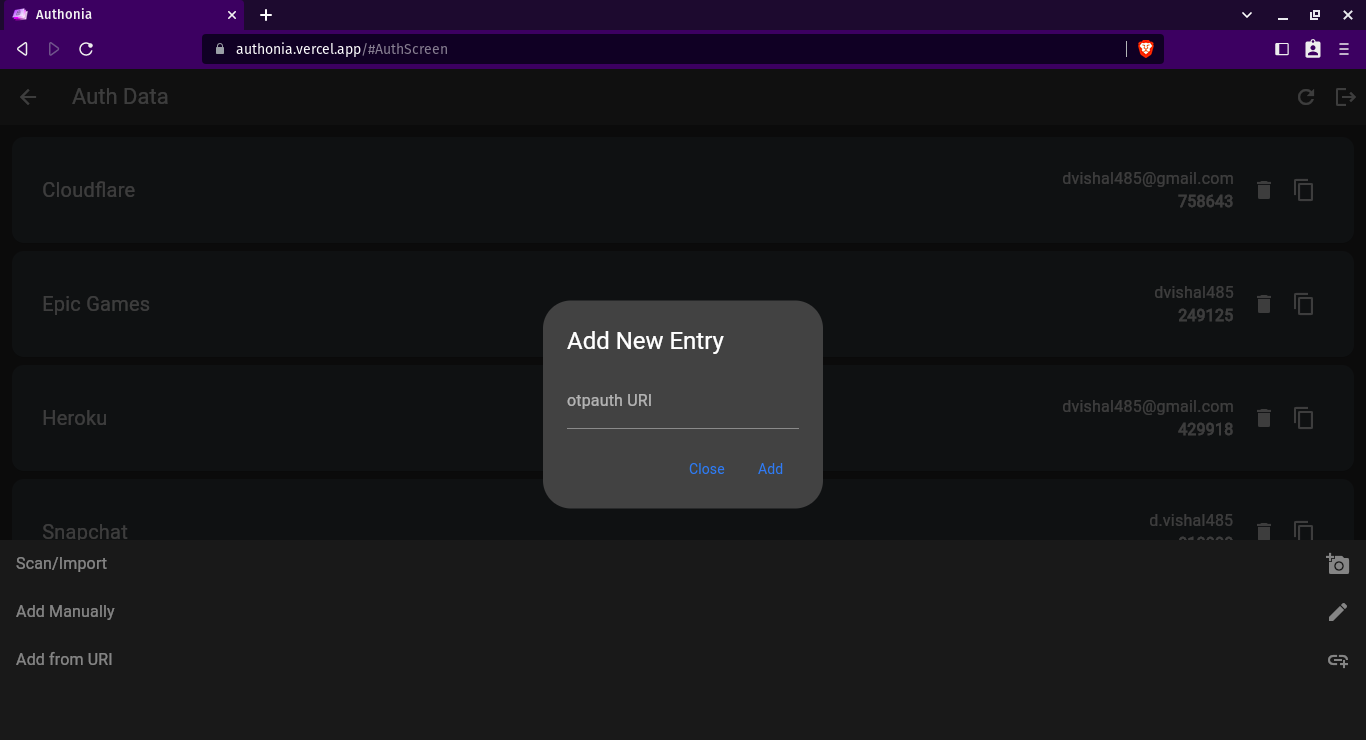 Authonia
authonia.vercel.app/#AuthScreen
Auth Data
Cloudflare
dvishal485@gmail.com
758643
Epic Games
dvishal485
249125
Heroku
dvishal485@gmail.com
429918
Snapchat
d.vishal485
Add New Entry
otpauth URI
Close Add
Scan/Import
Add Manually
Add from URI